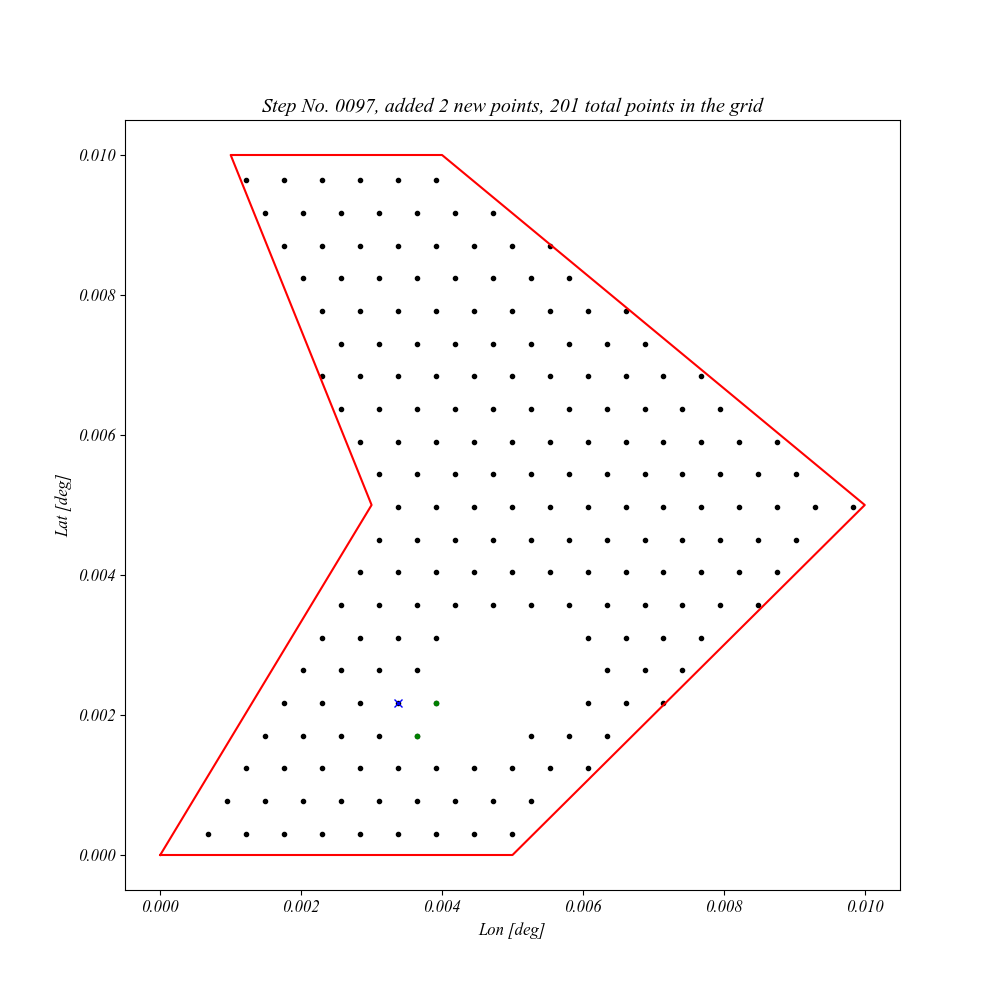 Step No. 0097, added 2 new points, 201 total points in the grid
0.010
0.008
0.006
0.004
0.002
0.000
Lat [deg]
0.000 0.002 0.004 0.006 0.008 0.010
Lon [deg]